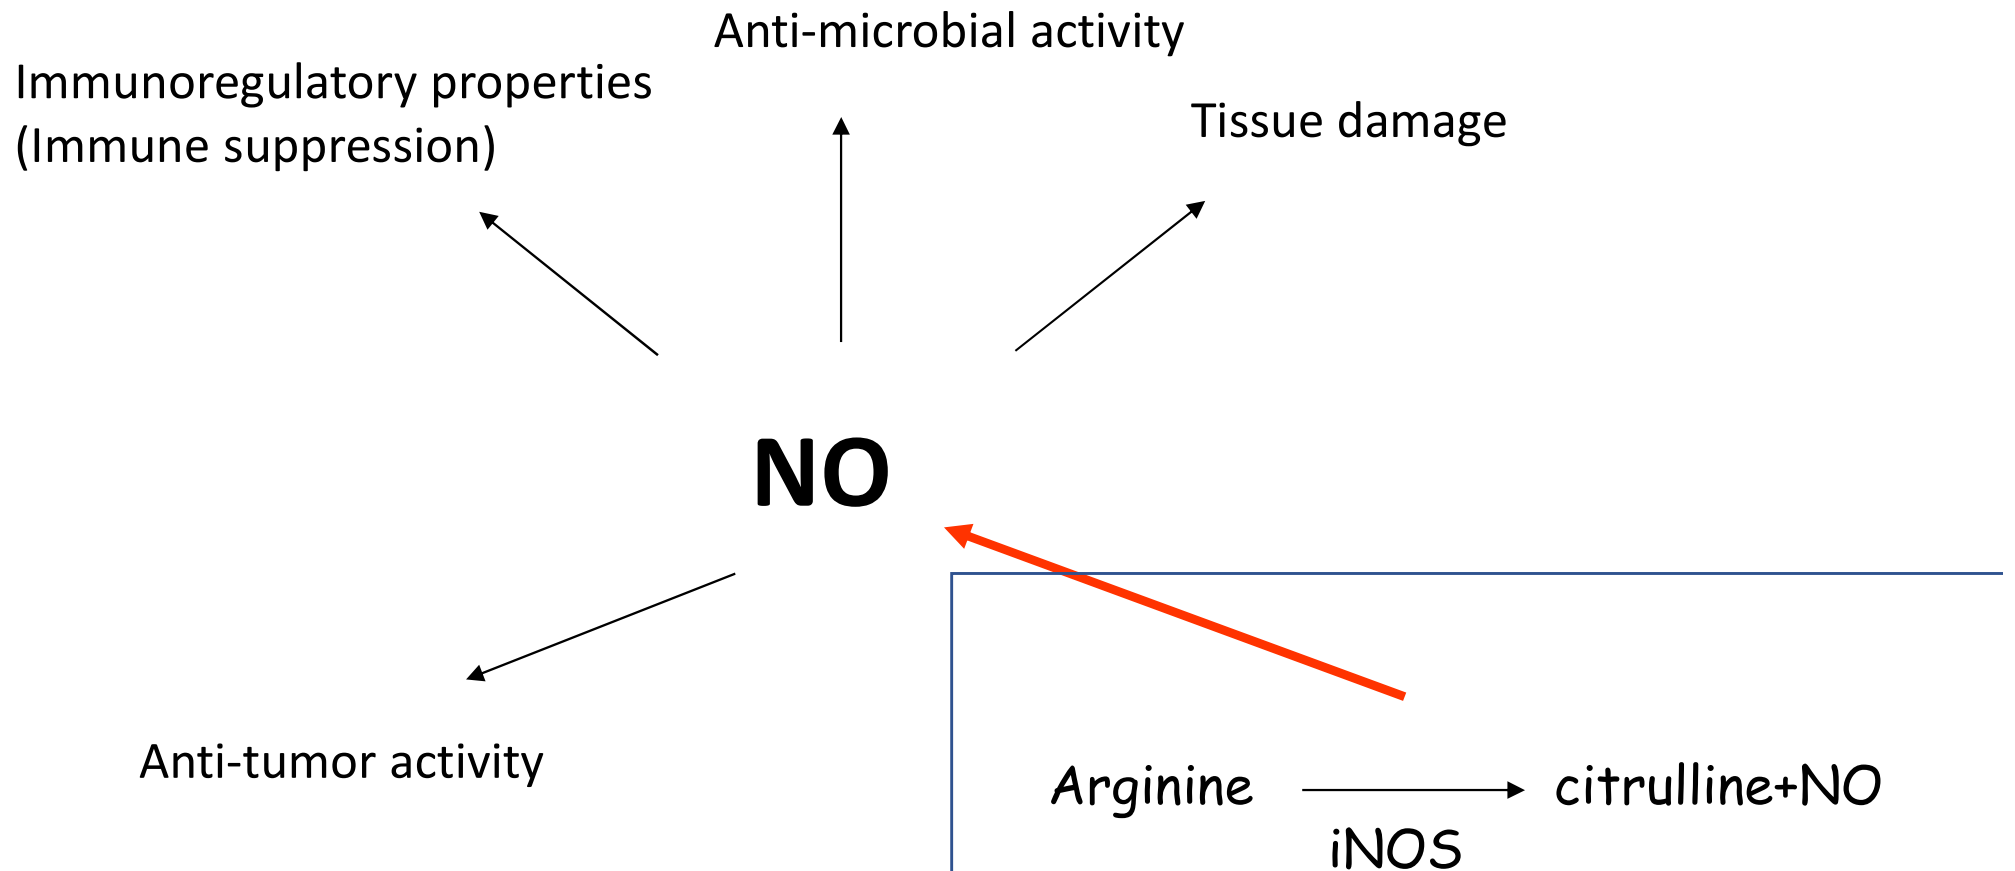 Anti-microbial activity
Immunoregulatory properties
(Immune suppression)
Tissue damage
NO
Anti-tumor activity
Arginine
citrulline+NO
iNOS